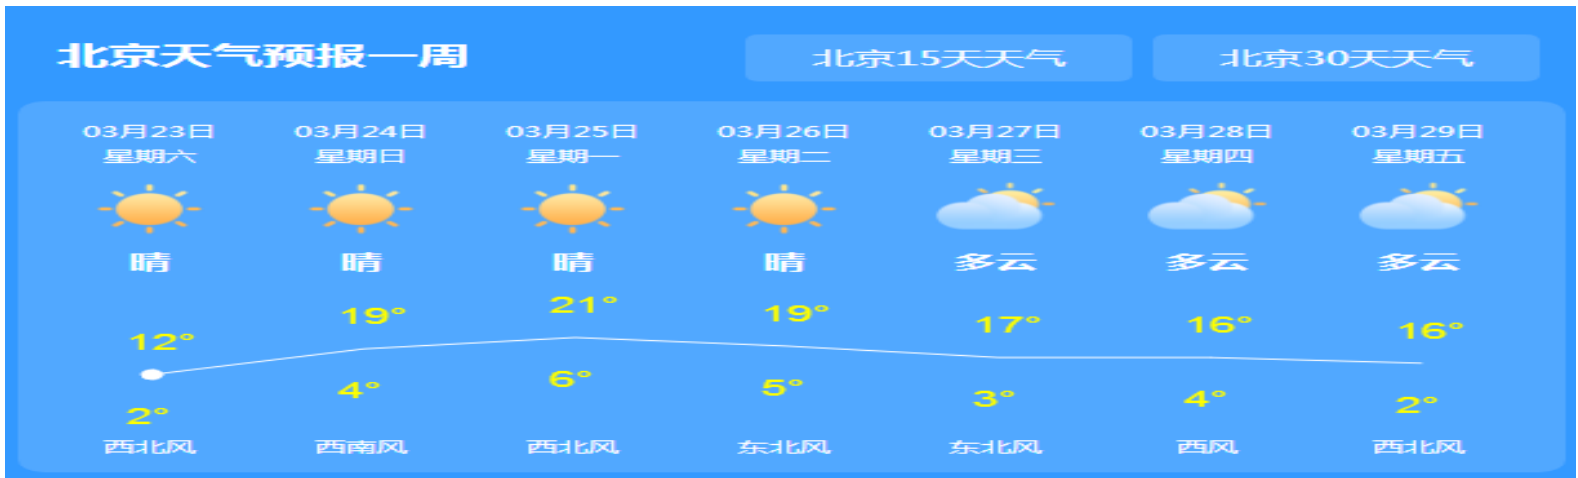 北京天气预报一周 北京15天天气 北京30天天气
03月23日 03月24日 03月25日 03月26日 03月27日 03月28日 03月29日
星期六 星期日 星期一 星期二 星期三 星期四 星期五
晴 晴 晴 晴 多云 多云 多云
12° 19° 21° 19° 17° 16° 16°
2° 4° 6° 5° 3° 4° 2°
西北风 西南风 西北风 东北风 东北风 西风 西北风